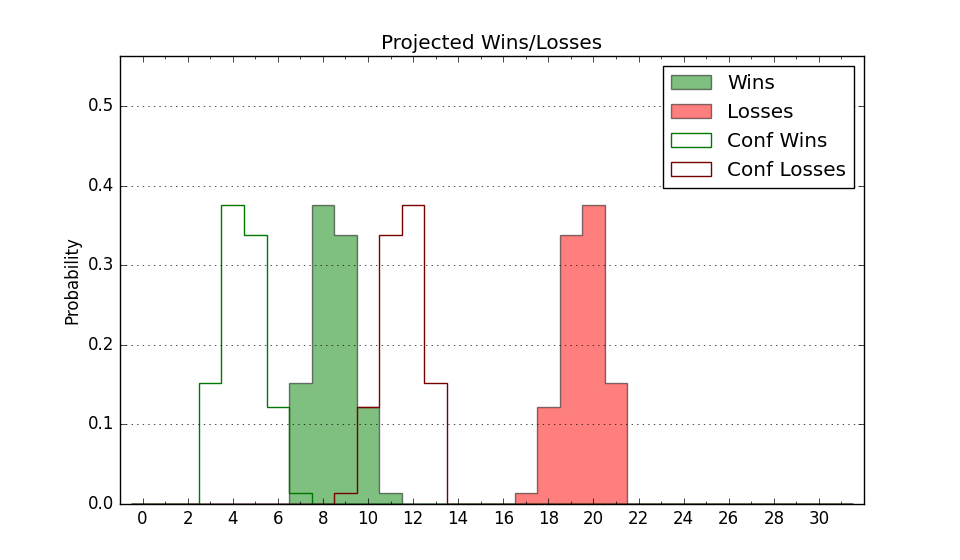 Projected Wins/Losses
Wins
Losses
Conf Wins
Conf Losses
Probability
0.5
0.4
0.3
0.2
0.1
0.0
0 2 4 6 8 10 12 14 16 18 20 22 24 26 28 30